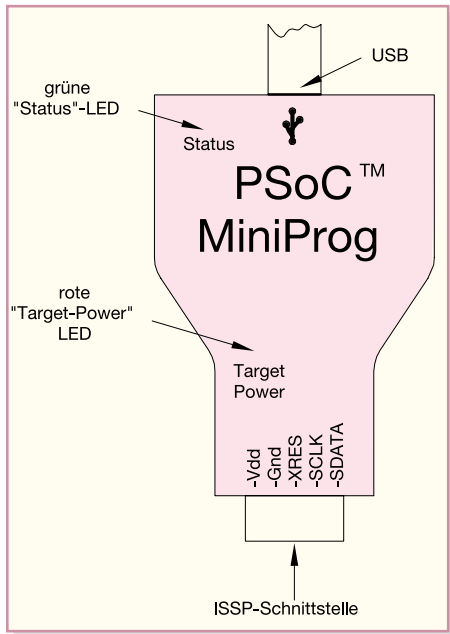 USB
grüne
"Status"-LED
Status
PSoC™
MiniProg
rote
"Target-Power"
LED
Target
Power
-Vdd
-Gnd
-XRES
-SCLK
-SDATA
ISSP-Schnittstelle